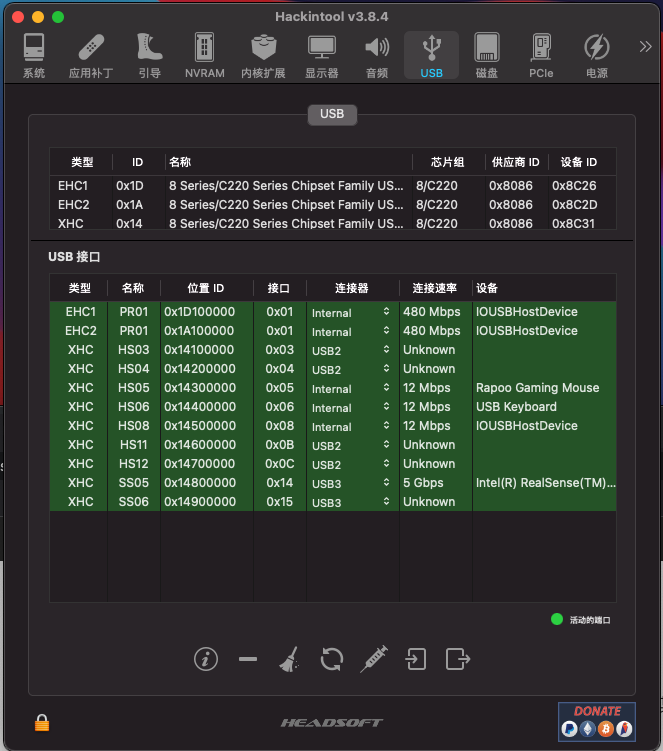 Hackintool v3.8.4
系统 应用补丁 引导 NVRAM 内核扩展 显示器 音频 USB 磁盘 PCIe 电源
USB
类型 ID 名称 芯片组 供应商 ID 设备 ID
EHC1 0x1D 8 Series/C220 Series Chipset Family US... 8/C220 0x8086 0x8C26
EHC2 0x1A 8 Series/C220 Series Chipset Family US... 8/C220 0x8086 0x8C2D
XHC 0x14 8 Series/C220 Series Chipset Family US... 8/C220 0x8086 0x8C31
USB 接口
类型 名称 位置 ID 接口 连接器 连接速率 设备
EHC1 PR01 0x1D100000 0x01 Internal 480 Mbps IOUSBHostDevice
EHC2 PR01 0x1A100000 0x01 Internal 480 Mbps IOUSBHostDevice
XHC HS03 0x14100000 0x03 USB2 Unknown
XHC HS04 0x14200000 0x04 USB2 Unknown
XHC HS05 0x14300000 0x05 Internal 12 Mbps Rapoo Gaming Mouse
XHC HS06 0x14400000 0x06 Internal 12 Mbps USB Keyboard
XHC HS08 0x14500000 0x08 Internal 12 Mbps IOUSBHostDevice
XHC HS11 0x14600000 0x0B USB2 Unknown
XHC HS12 0x14700000 0x0C USB2 Unknown
XHC SS05 0x14800000 0x14 USB3 5 Gbps Intel(R) RealSense(TM)...
XHC SS06 0x14900000 0x15 USB3 Unknown
活动的端口
HEADSOFT
DONATE